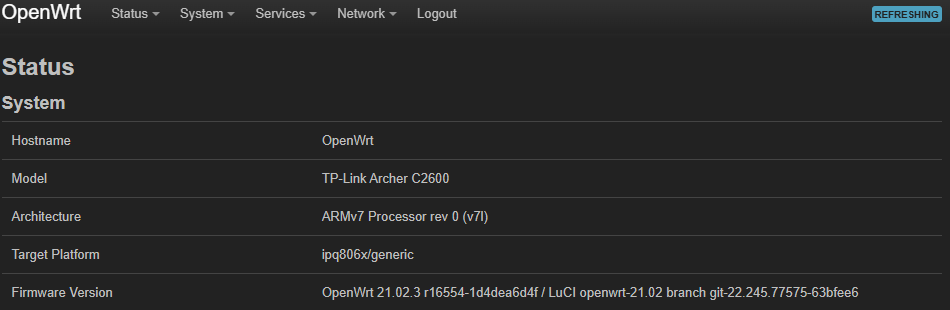 OpenWrt Status System Services Network Logout REFRESHING
Status
System
Hostname OpenWrt
Model TP-Link Archer C2600
Architecture ARMv7 Processor rev 0 (v7l)
Target Platform ipq806x/generic
Firmware Version OpenWrt 21.02.3 r16554-1d4dea6d4f / LuCI openwrt-21.02 branch git-22.245.77575-63bfee6